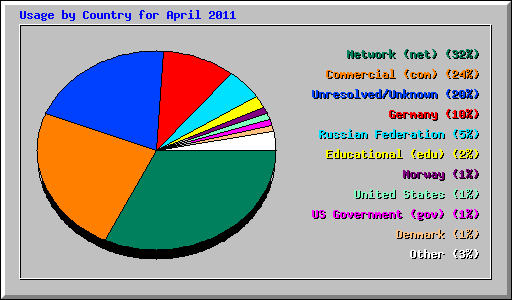 Usage by Country for April 2011
Network (net) (32%)
Commercial (com) (24%)
Unresolved/Unknown (20%)
Germany (10%)
Russian Federation (5%)
Educational (edu) (2%)
Norway (1%)
United States (1%)
US Government (gov) (1%)
Denmark (1%)
Other (3%)